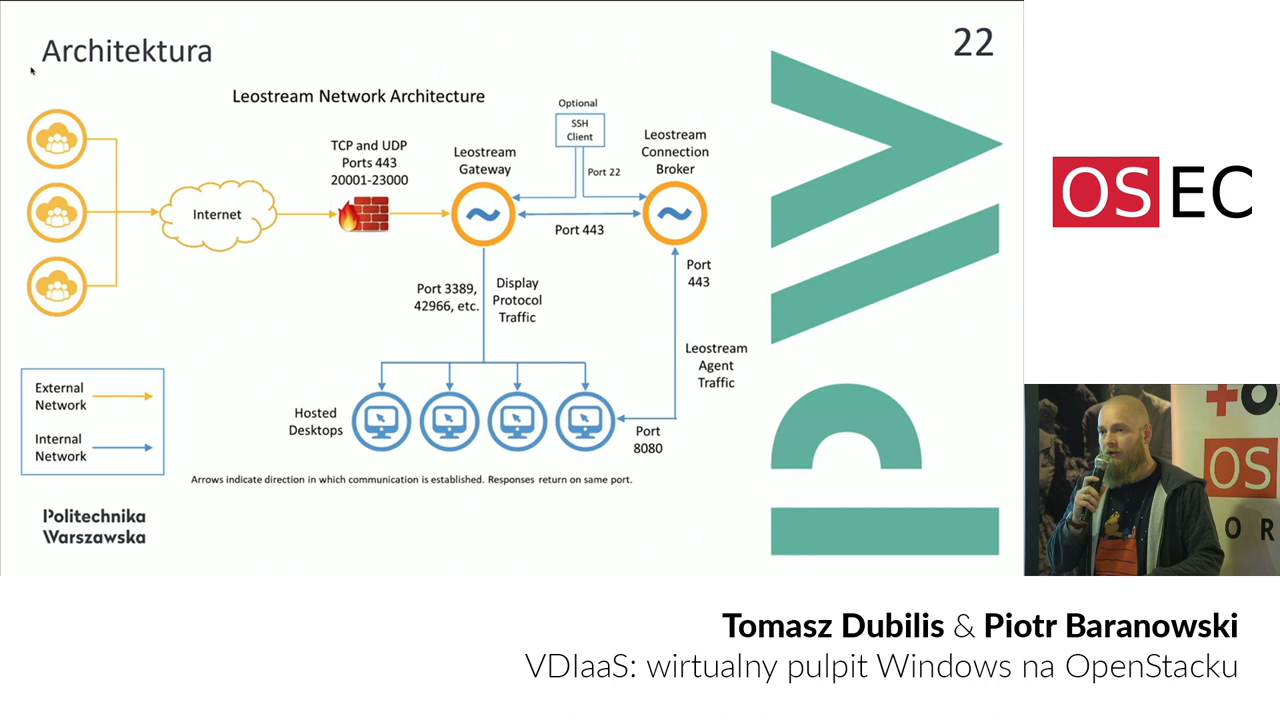 Architektura
22
Leostream Network Architecture
Optional
SSH
Client
Port 22
TCP and UDP
Ports 443
20001-23000
Leostream
Gateway
Leostream
Connection
Broker
Internet
Port 443
Port 3389,
42966, etc.
Display
Protocol
Traffic
Port
443
Leostream
Agent
Traffic
External
Network
Internal
Network
Hosted
Desktops
Port
8080
Arrows indicate direction in which communication is established. Responses return on same port.
Politechnika
Warszawska
OSEC
OS
O R
Tomasz Dubilis & Piotr Baranowski
VDIaaS: wirtualny pulpit Windows na OpenStacku